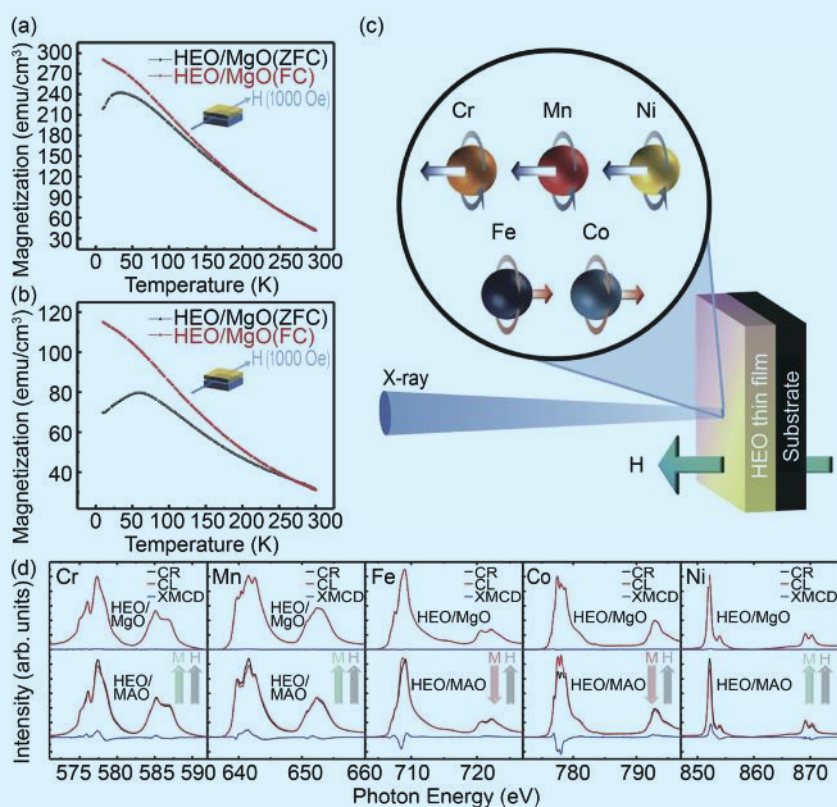 (a)
HEO/MgO(ZFC)
HEO/MgO(FC)
H (1000 Oe)
Magnetization (emu/cm³)
300
270
240
210
180
150
120
90
60
30
0 50 100 150 200 250 300
Temperature (K)
(b)
HEO/MgO(ZFC)
HEO/MgO(FC)
H (1000 Oe)
Magnetization (emu/cm³)
120
100
80
60
40
0 50 100 150 200 250 300
Temperature (K)
(c)
Cr Mn Ni
Fe Co
X-ray
H
HEO thin film
Substrate
(d)
Intensity (arb. units)
Cr
CR
CL
XMCD
HEO/
MgO
HEO/
MAO
M H
575 580 585 590
Mn
CR
CL
XMCD
HEO/
MgO
HEO/
MAO
M H
640 650 660
Fe
CR
CL
XMCD
HEO/MgO
HEO/MAO
M H
710 720
Co
CR
CL
XMCD
HEO/MgO
HEO/MAO
M H
780 790
Ni
CR
CL
XMCD
HEO/MgO
HEO/MAO
M H
850 860 870
Photon Energy (eV)